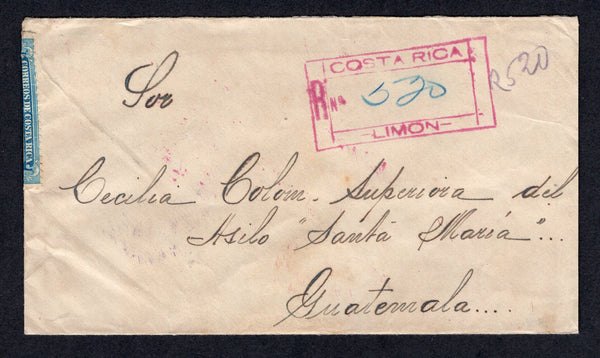 COSTA RICA
R No. 520
LIMON
R520
CORREOS DE COSTA RICA
Sor
Cecilia Colom. Superiora del
Asilo "Santa María"...
Guatemala....